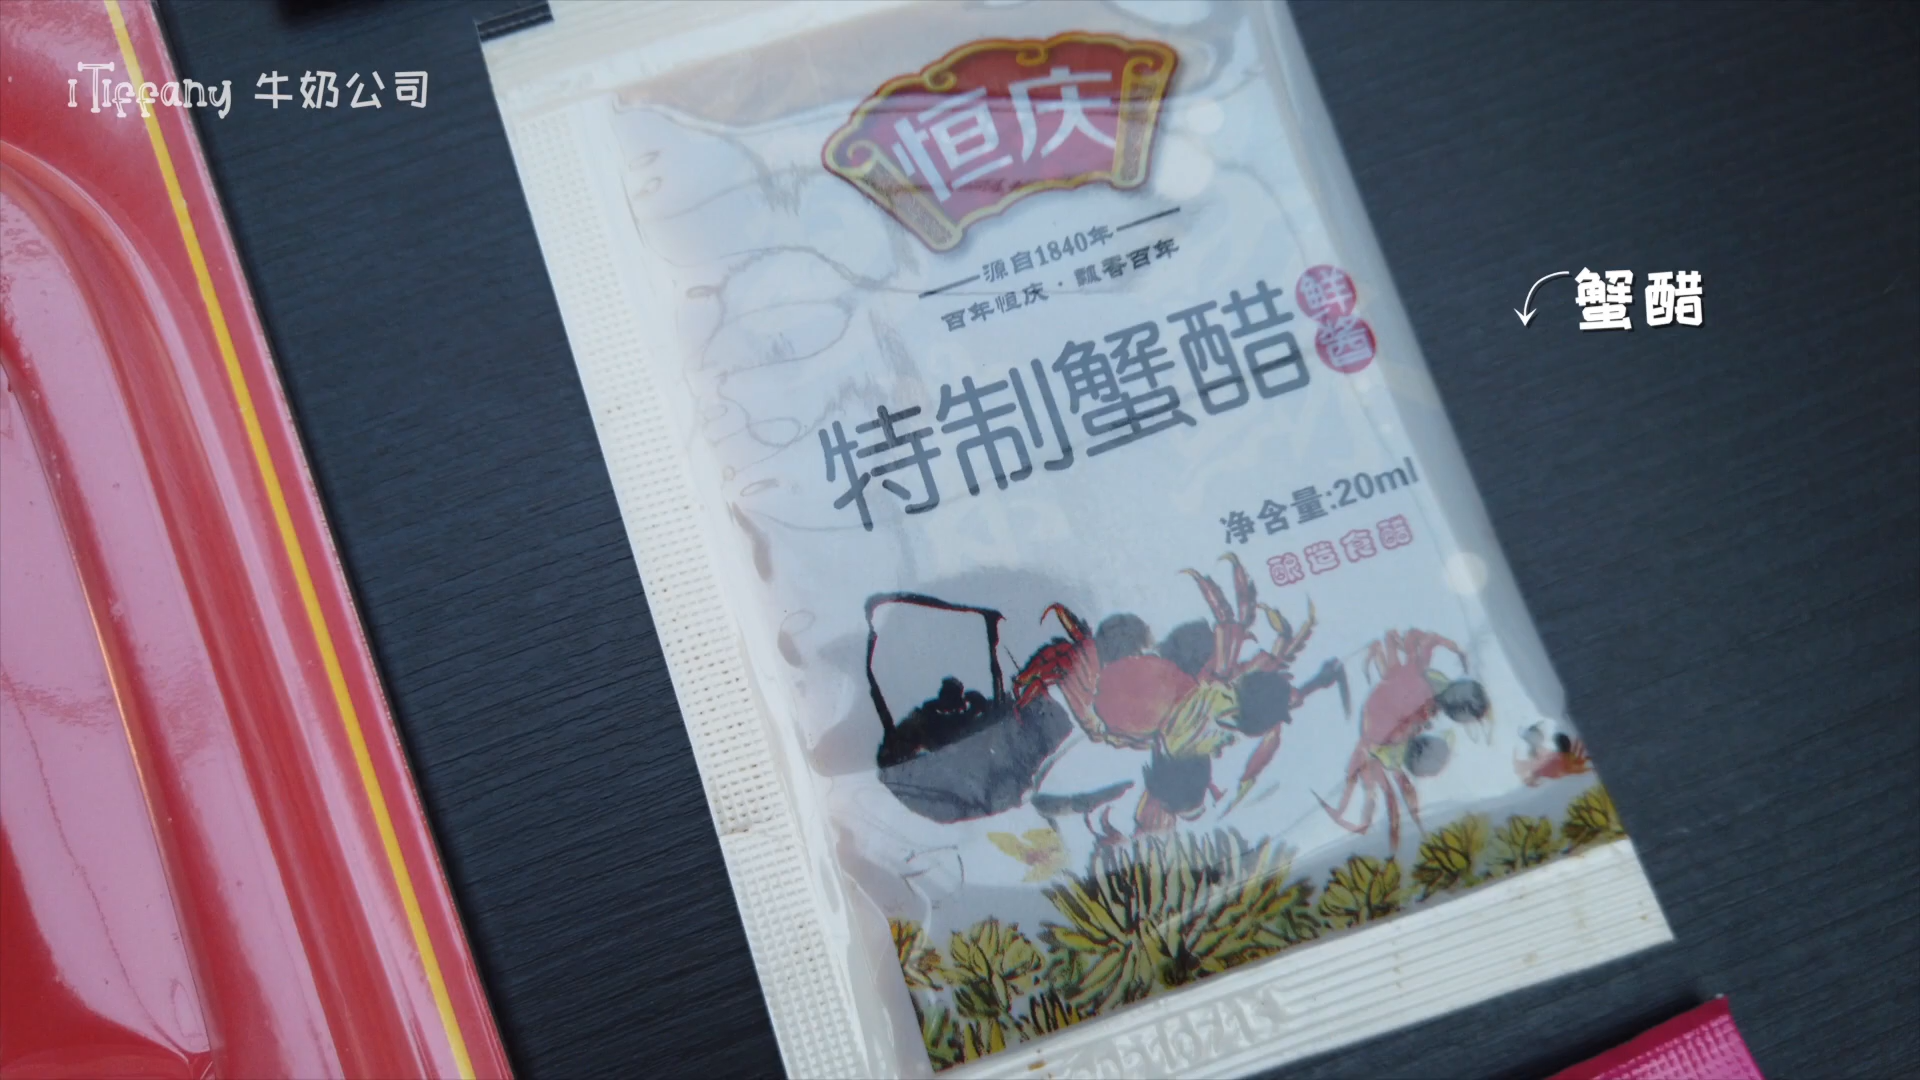 iTiffany 牛奶公司
恒庆
源自1840年
百年恒庆·飘香百年
特制蟹醋
鲜酱
净含量:20ml
酿造食醋
蟹醋